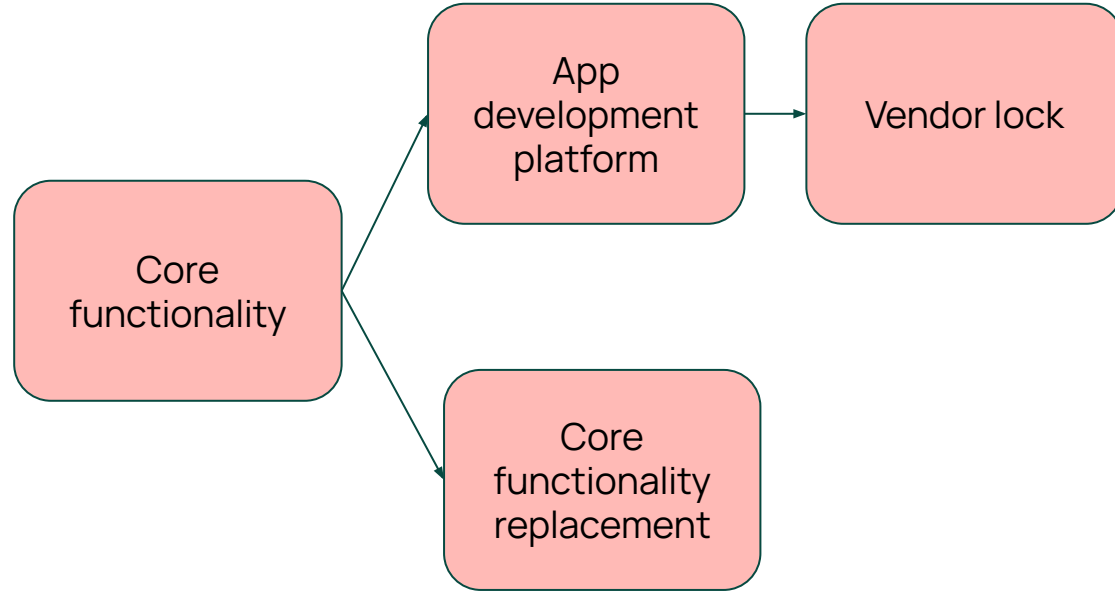 App
development
platform
Vendor lock
Core
functionality
Core
functionality
replacement